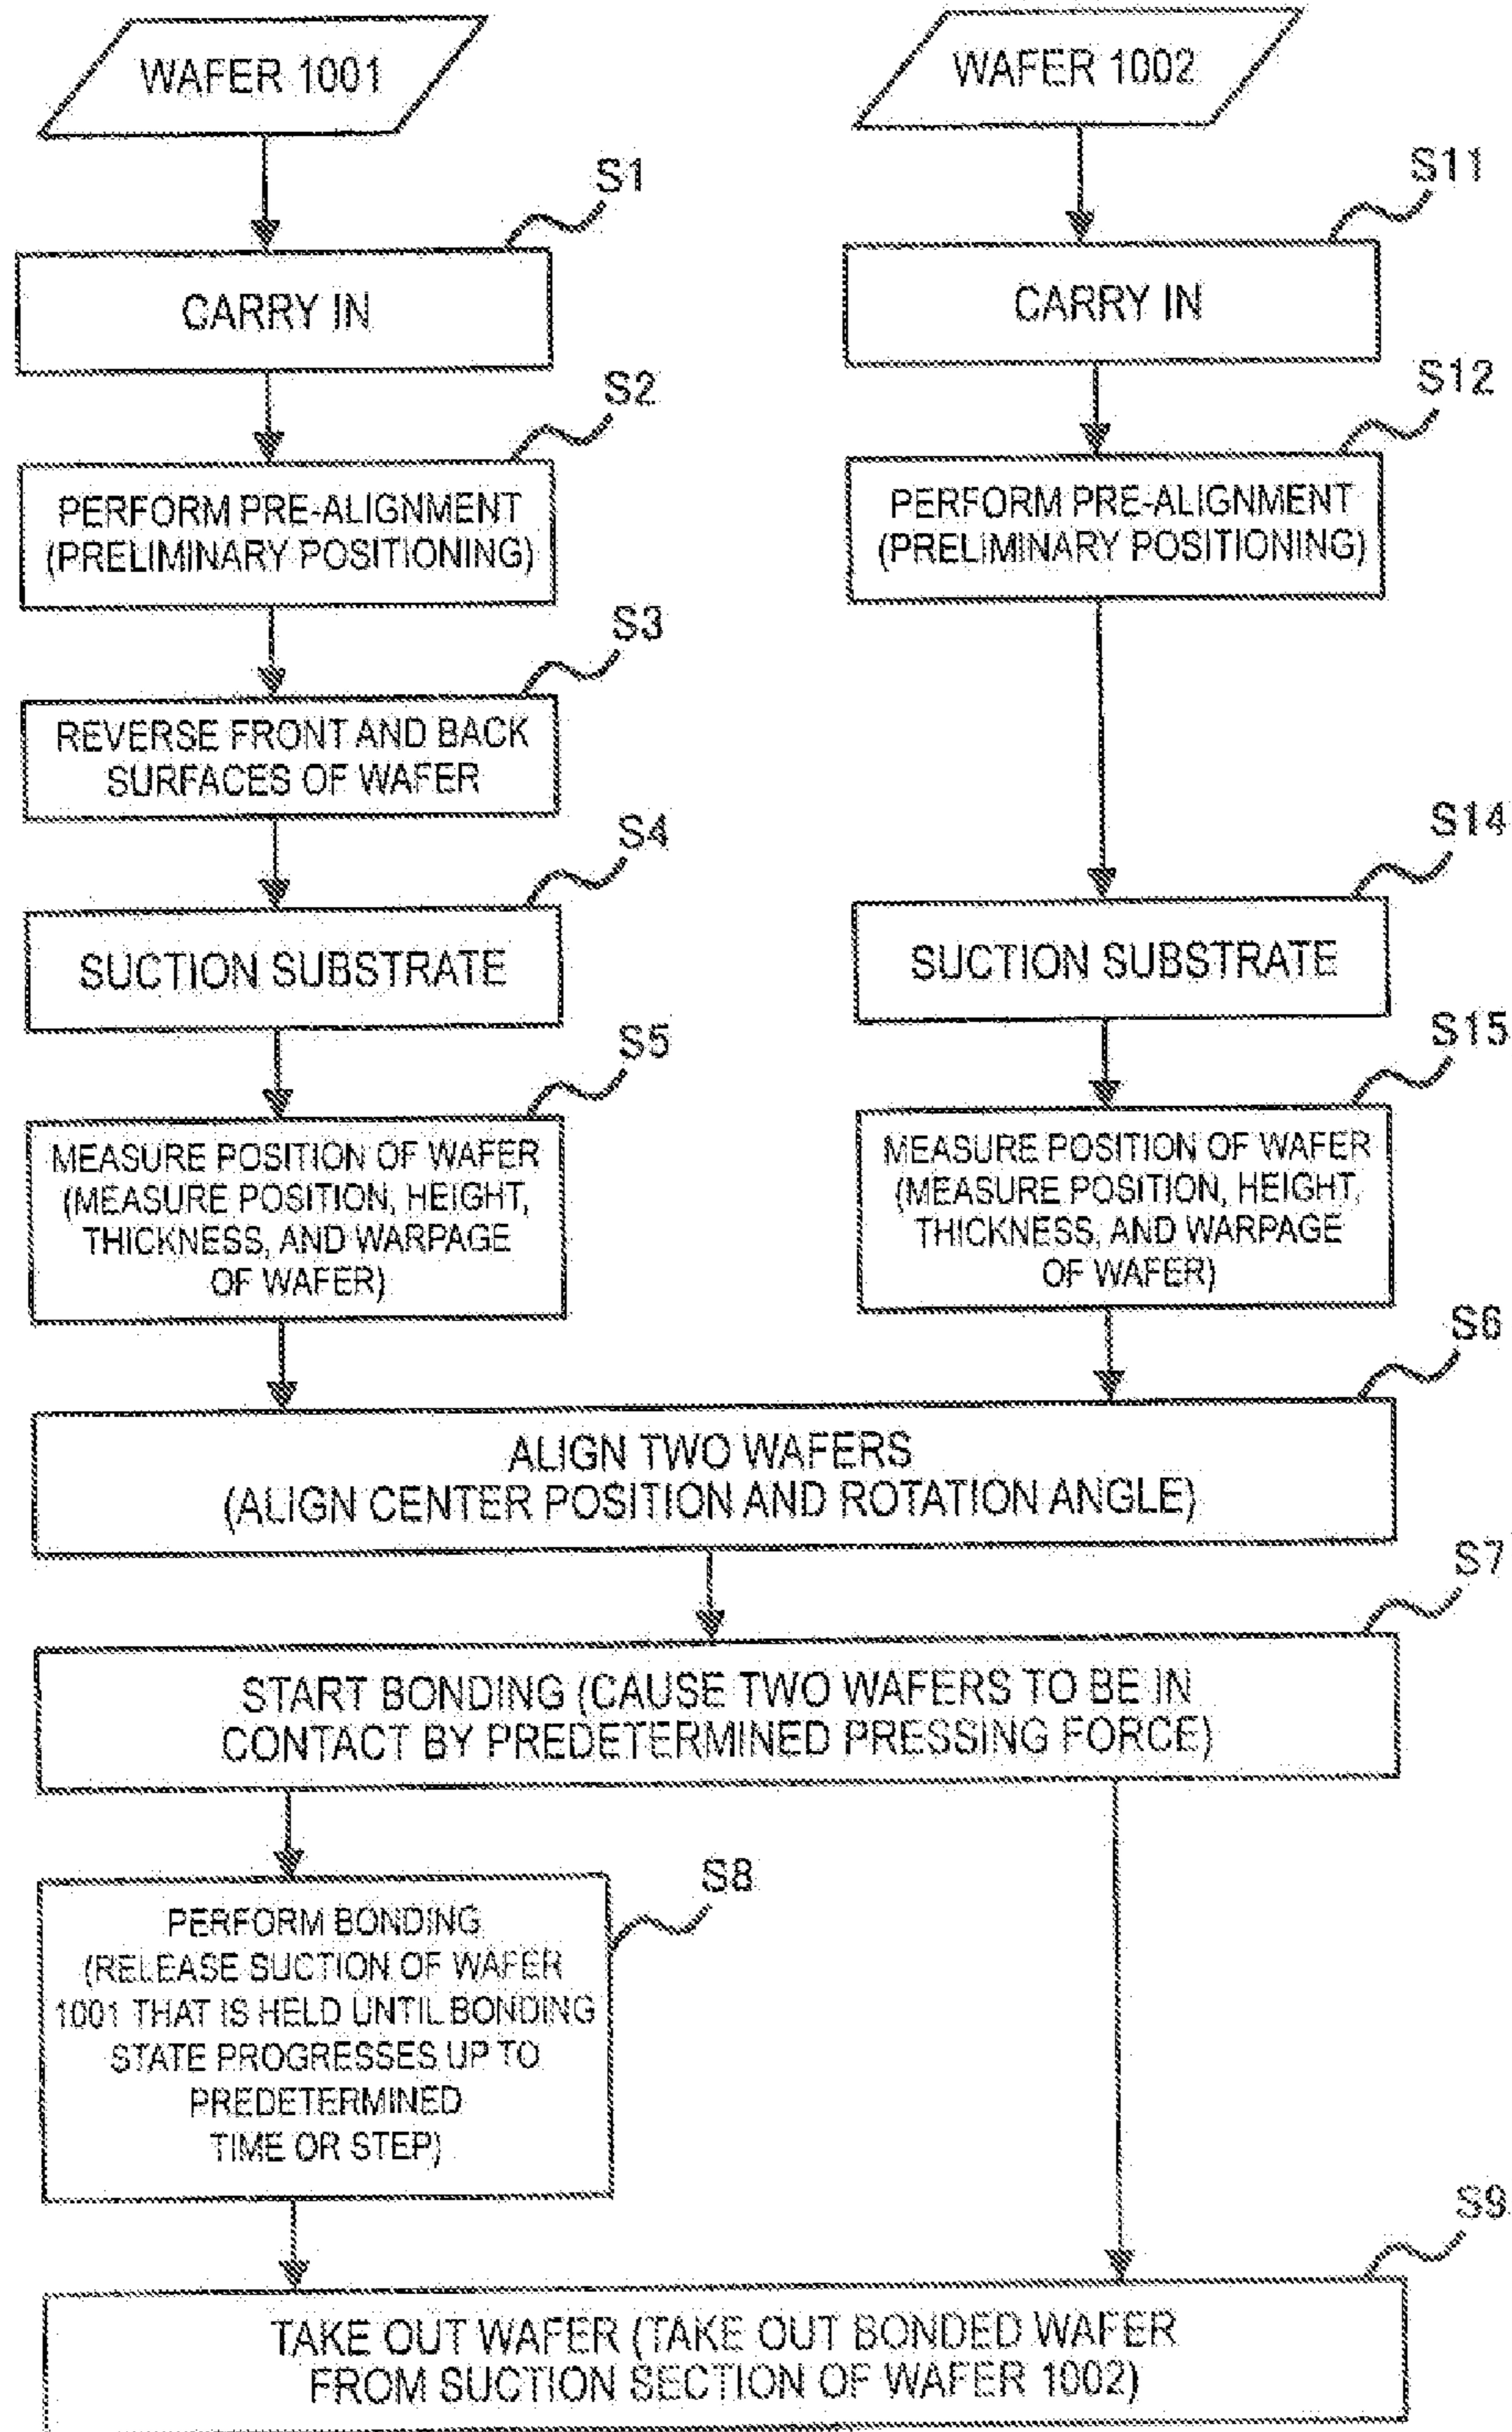 WAFER 1001
WAFER 1002
S1
S11
CARRY IN
CARRY IN
S2
S12
PERFORM PRE-ALIGNMENT
(PRELIMINARY POSITIONING)
PERFORM PRE-ALIGNMENT
(PRELIMINARY POSITIONING)
S3
REVERSE FRONT AND BACK
SURFACES OF WAFER
S4
S14
SUCTION SUBSTRATE
SUCTION SUBSTRATE
S5
S15
MEASURE POSITION OF WAFER
(MEASURE POSITION, HEIGHT,
THICKNESS, AND WARPAGE
OF WAFER)
MEASURE POSITION OF WAFER
(MEASURE POSITION, HEIGHT,
THICKNESS, AND WARPAGE
OF WAFER)
S6
ALIGN TWO WAFERS
(ALIGN CENTER POSITION AND ROTATION ANGLE)
S7
START BONDING (CAUSE TWO WAFERS TO BE IN
CONTACT BY PREDETERMINED PRESSING FORCE)
S8
PERFORM BONDING
(RELEASE SUCTION OF WAFER
1001 THAT IS HELD UNTIL BONDING
STATE PROGRESSES UP TO
PREDETERMINED
TIME OR STEP)
S9
TAKE OUT WAFER (TAKE OUT BONDED WAFER
FROM SUCTION SECTION OF WAFER 1002)